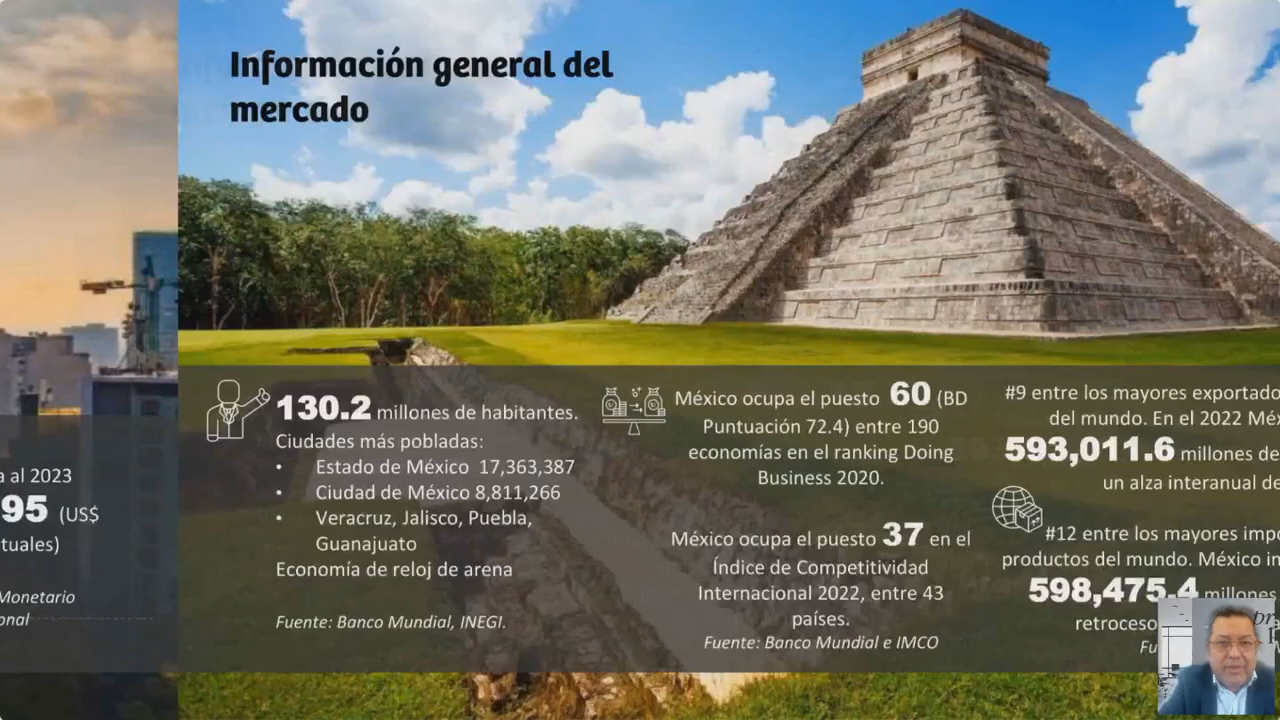 Información general del
mercado
a al 2023
95 (US$
tuales)
Monetario
onal
130.2 millones de habitantes.
Ciudades más pobladas:
• Estado de México 17,363,387
• Ciudad de México 8,811,266
• Veracruz, Jalisco, Puebla,
Guanajuato
Economía de reloj de arena
Fuente: Banco Mundial, INEGI.
México ocupa el puesto 60 (BD
Puntuación 72.4) entre 190
economías en el ranking Doing
Business 2020.
México ocupa el puesto 37 en el
Índice de Competitividad
Internacional 2022, entre 43
países.
Fuente: Banco Mundial e IMCO
#9 entre los mayores exportado
del mundo. En el 2022 Méx
593,011.6 millones de
un alza interanual de
#12 entre los mayores impo
productos del mundo. México in
598,475.4 millones
retroceso
Fu